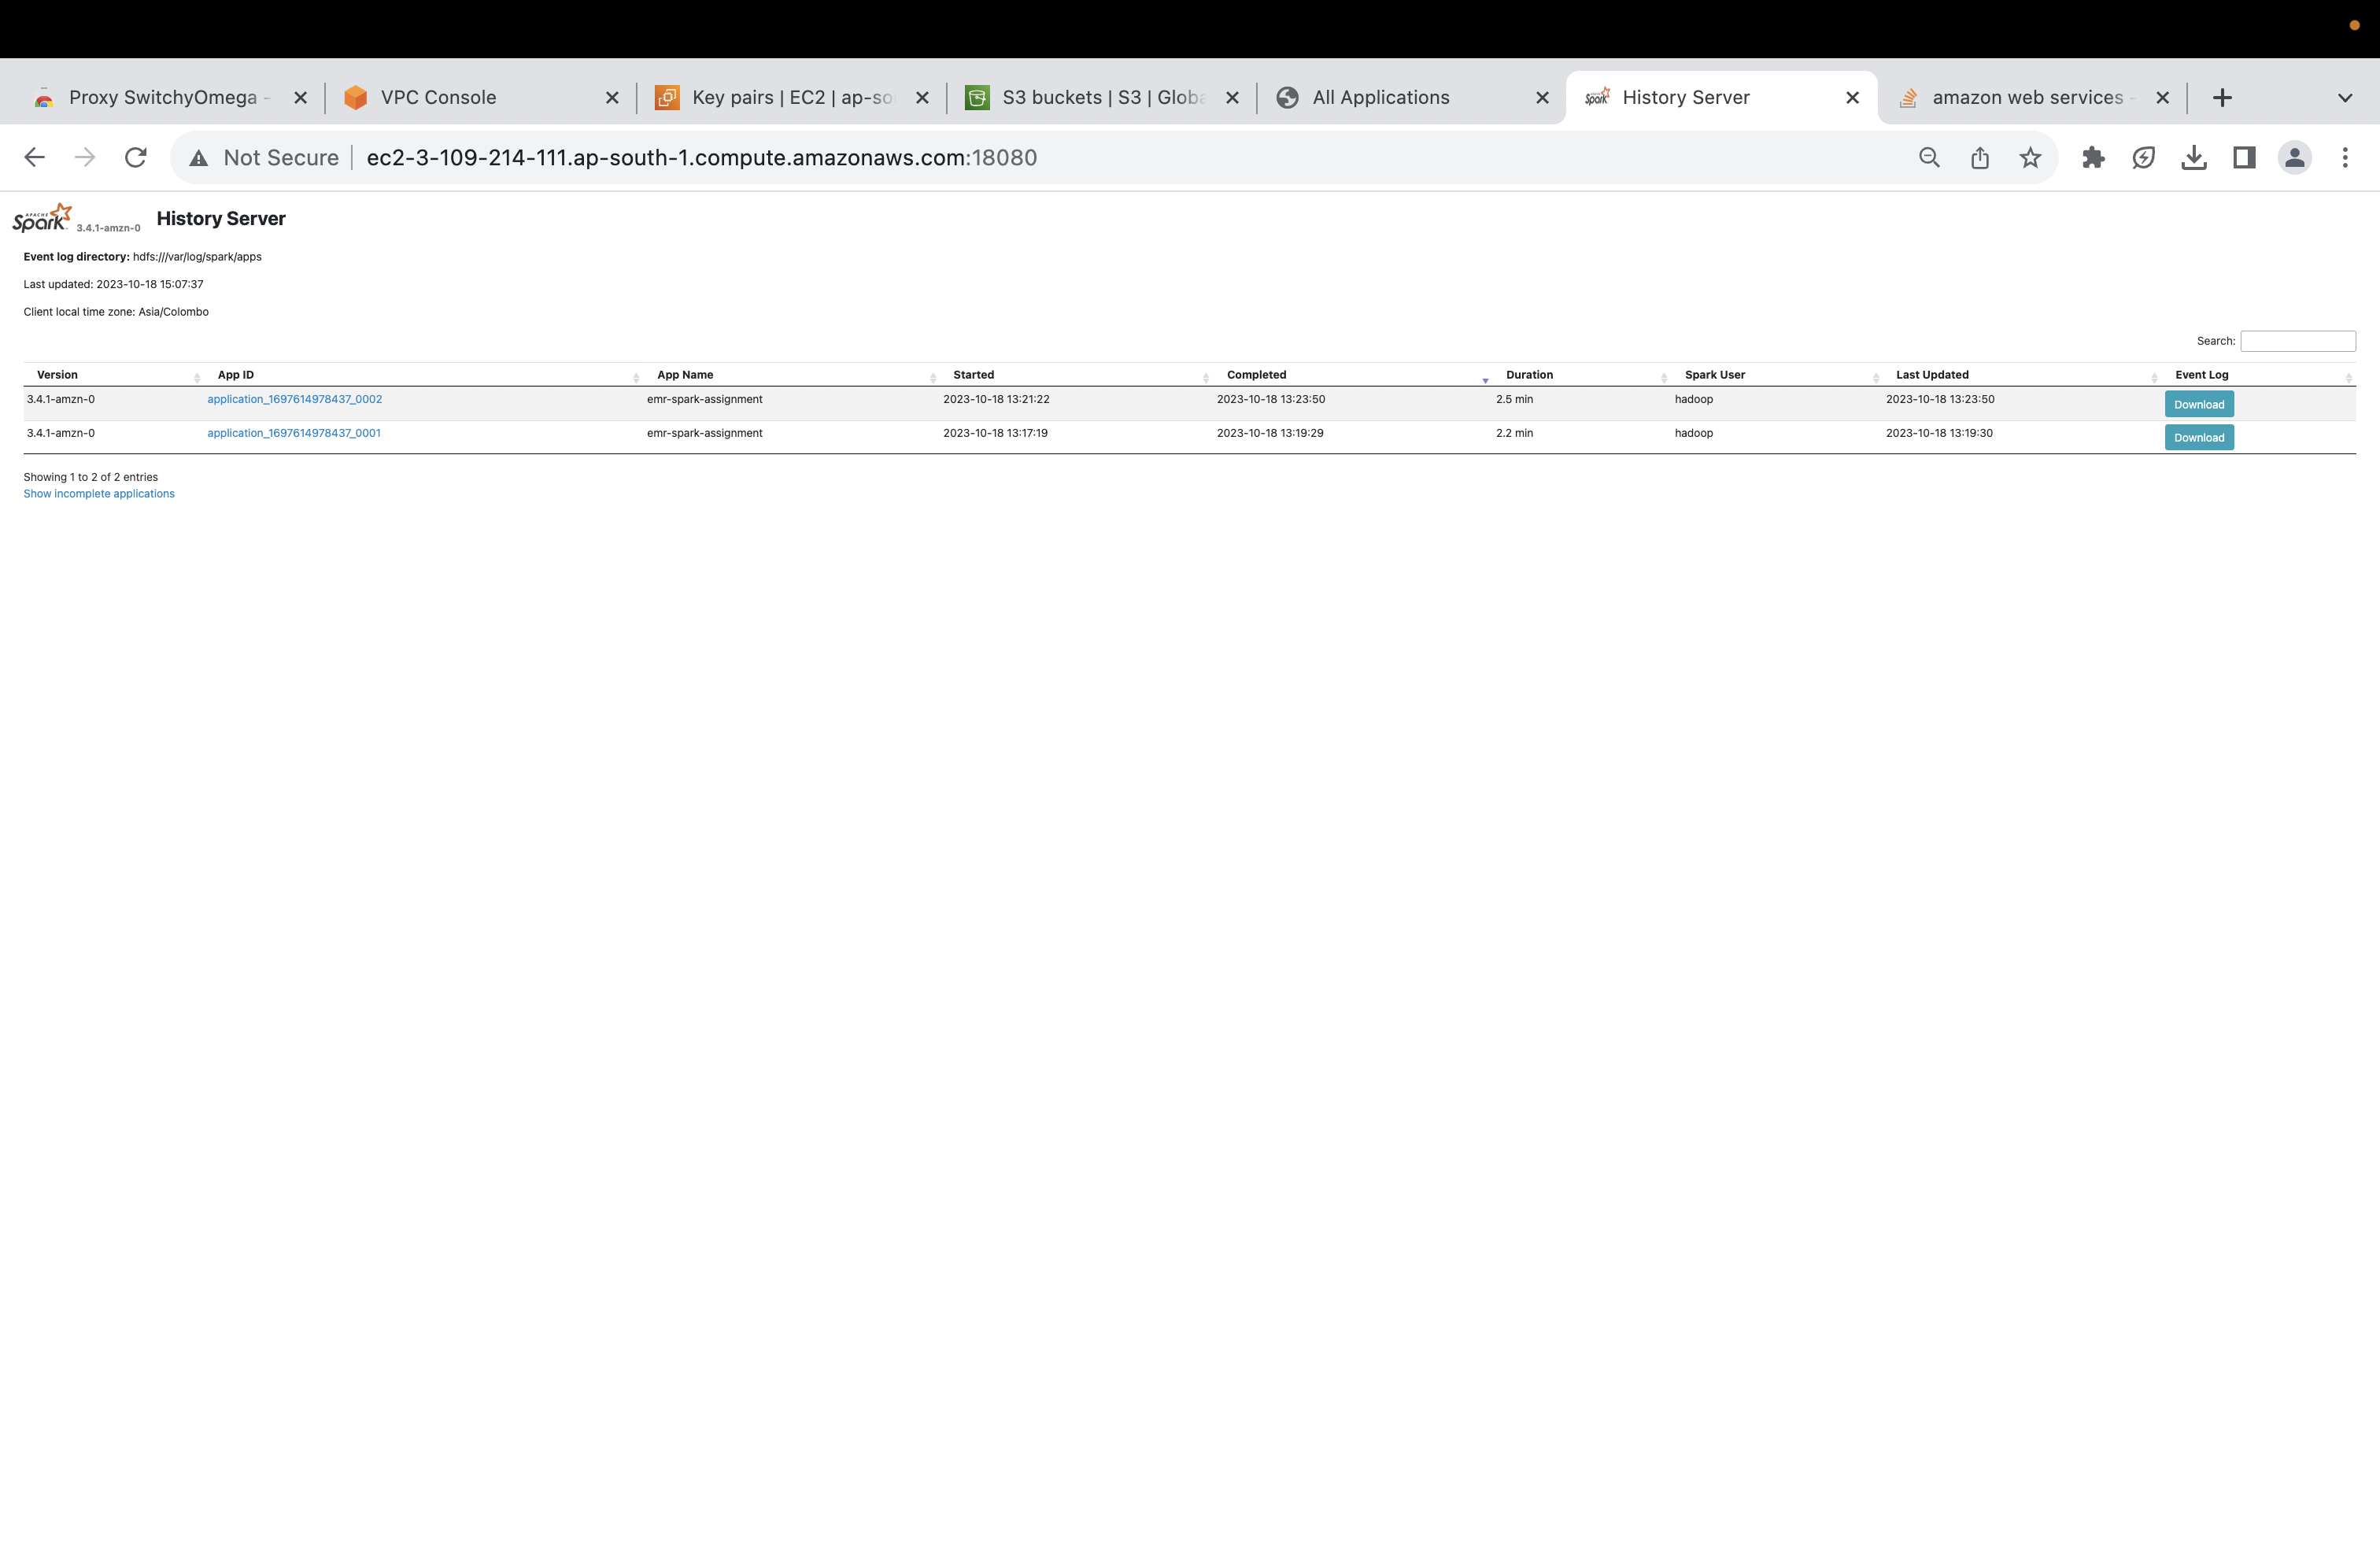 Proxy SwitchyOmega -
VPC Console
Key pairs | EC2 | ap-so
S3 buckets | S3 | Globa
All Applications
Spark
History Server
amazon web services -
Not Secure
ec2-3-109-214-111.ap-south-1.compute.amazonaws.com:18080
APACHE
Spark 3.4.1-amzn-0 History Server
Event log directory: hdfs:///var/log/spark/apps
Last updated: 2023-10-18 15:07:37
Client local time zone: Asia/Colombo
Search:
Version App ID App Name Started Completed Duration Spark User Last Updated Event Log
3.4.1-amzn-0 application_1697614978437_0002 emr-spark-assignment 2023-10-18 13:21:22 2023-10-18 13:23:50 2.5 min hadoop 2023-10-18 13:23:50 Download
3.4.1-amzn-0 application_1697614978437_0001 emr-spark-assignment 2023-10-18 13:17:19 2023-10-18 13:19:29 2.2 min hadoop 2023-10-18 13:19:30 Download
Showing 1 to 2 of 2 entries
Show incomplete applications